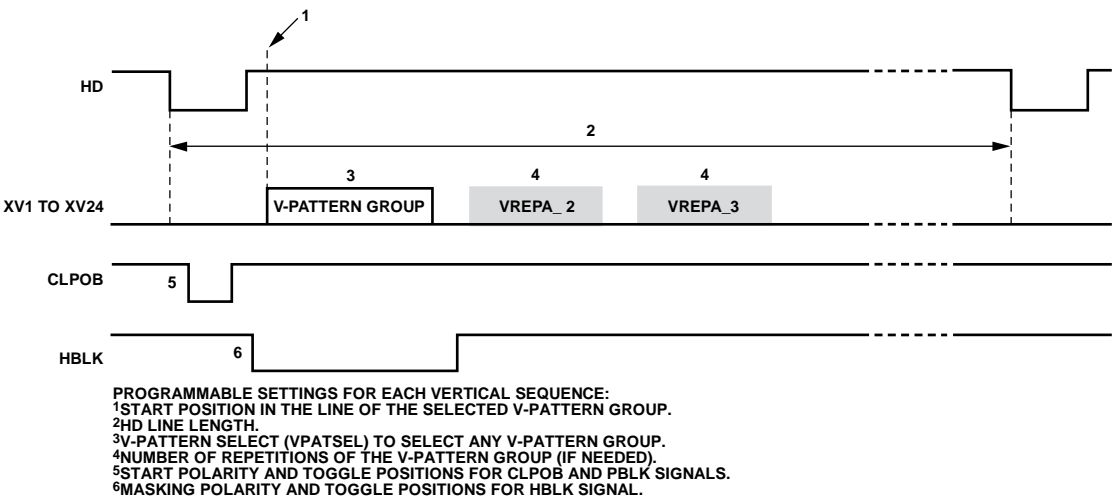 1
HD
2
3 4 4
XV1 TO XV24 V-PATTERN GROUP VREPA_ 2 VREPA_3
CLPOB 5
HBLK 6
PROGRAMMABLE SETTINGS FOR EACH VERTICAL SEQUENCE:
1START POSITION IN THE LINE OF THE SELECTED V-PATTERN GROUP.
2HD LINE LENGTH.
3V-PATTERN SELECT (VPATSEL) TO SELECT ANY V-PATTERN GROUP.
4NUMBER OF REPETITIONS OF THE V-PATTERN GROUP (IF NEEDED).
5START POLARITY AND TOGGLE POSITIONS FOR CLPOB AND PBLK SIGNALS.
6MASKING POLARITY AND TOGGLE POSITIONS FOR HBLK SIGNAL.